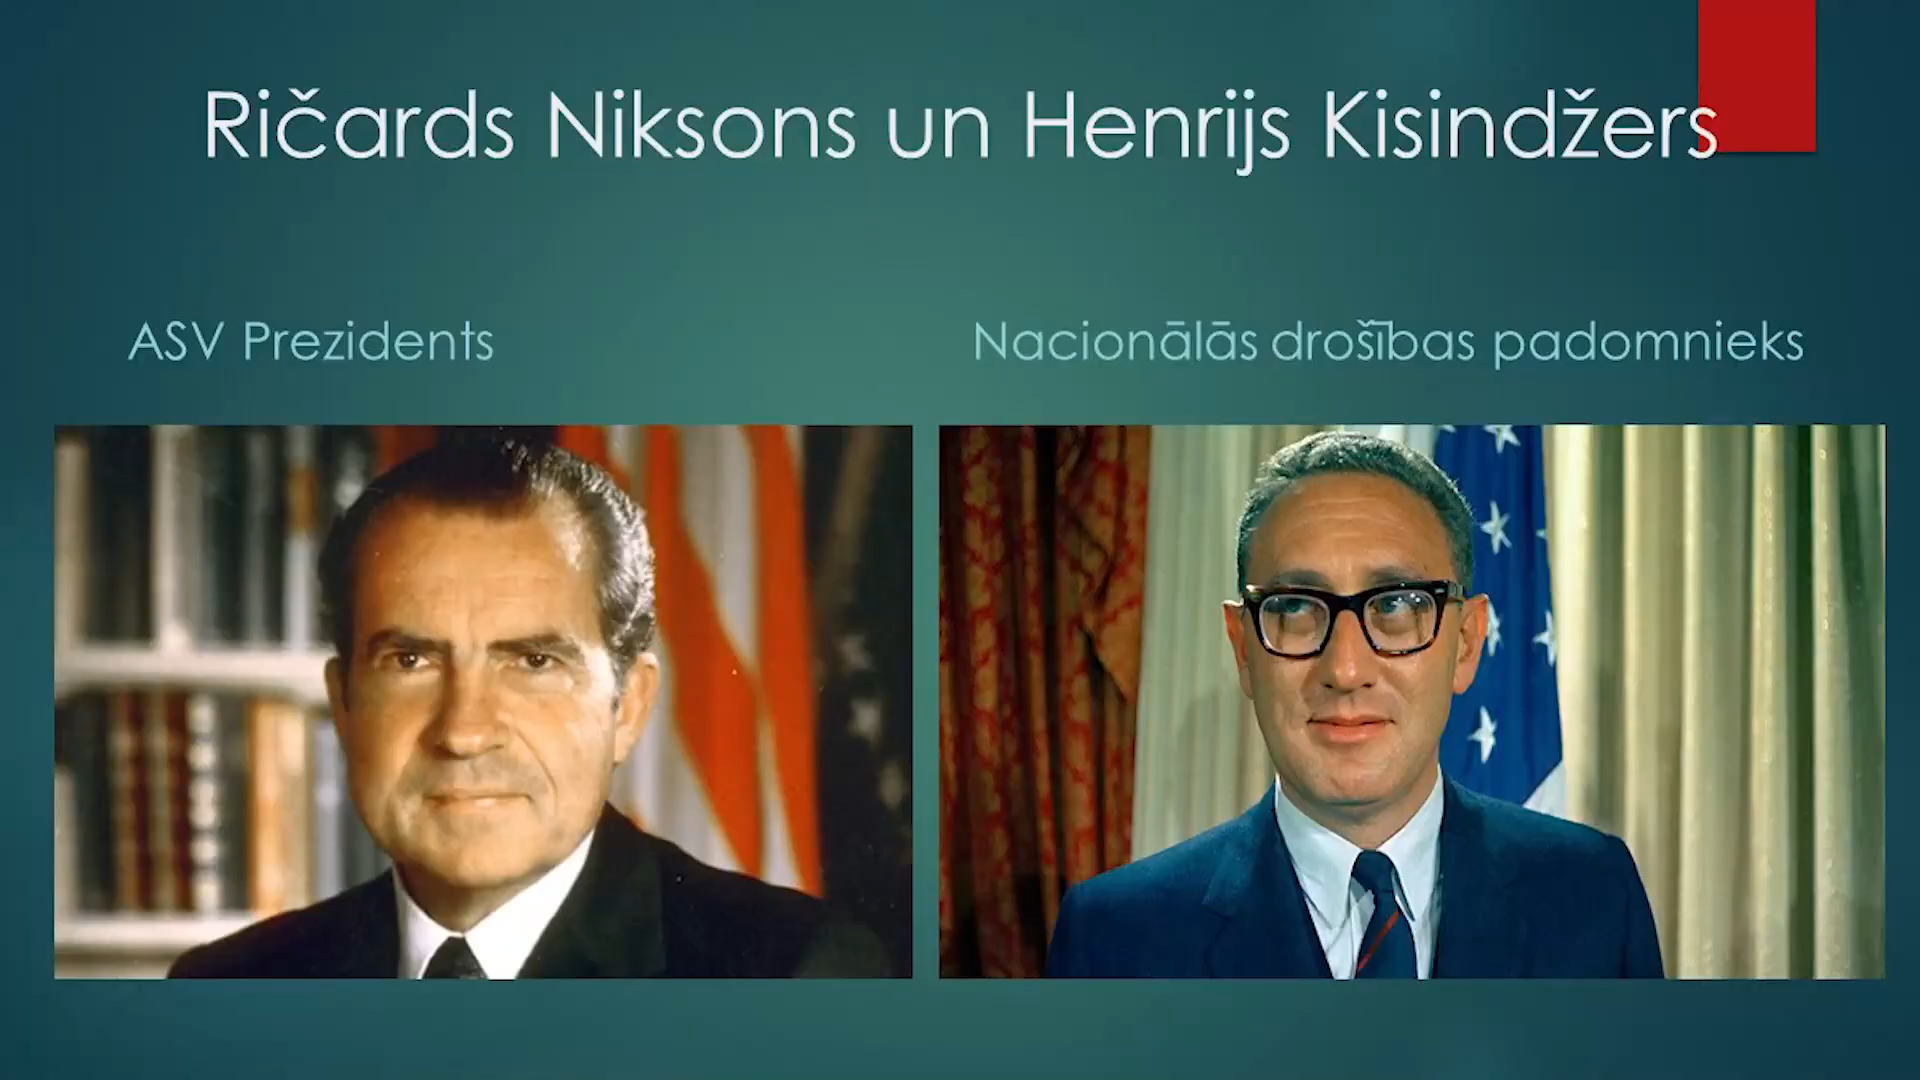 Ričards Niksons un Henrijs Kisindžers
ASV Prezidents
Nacionālās drošības padomnieks